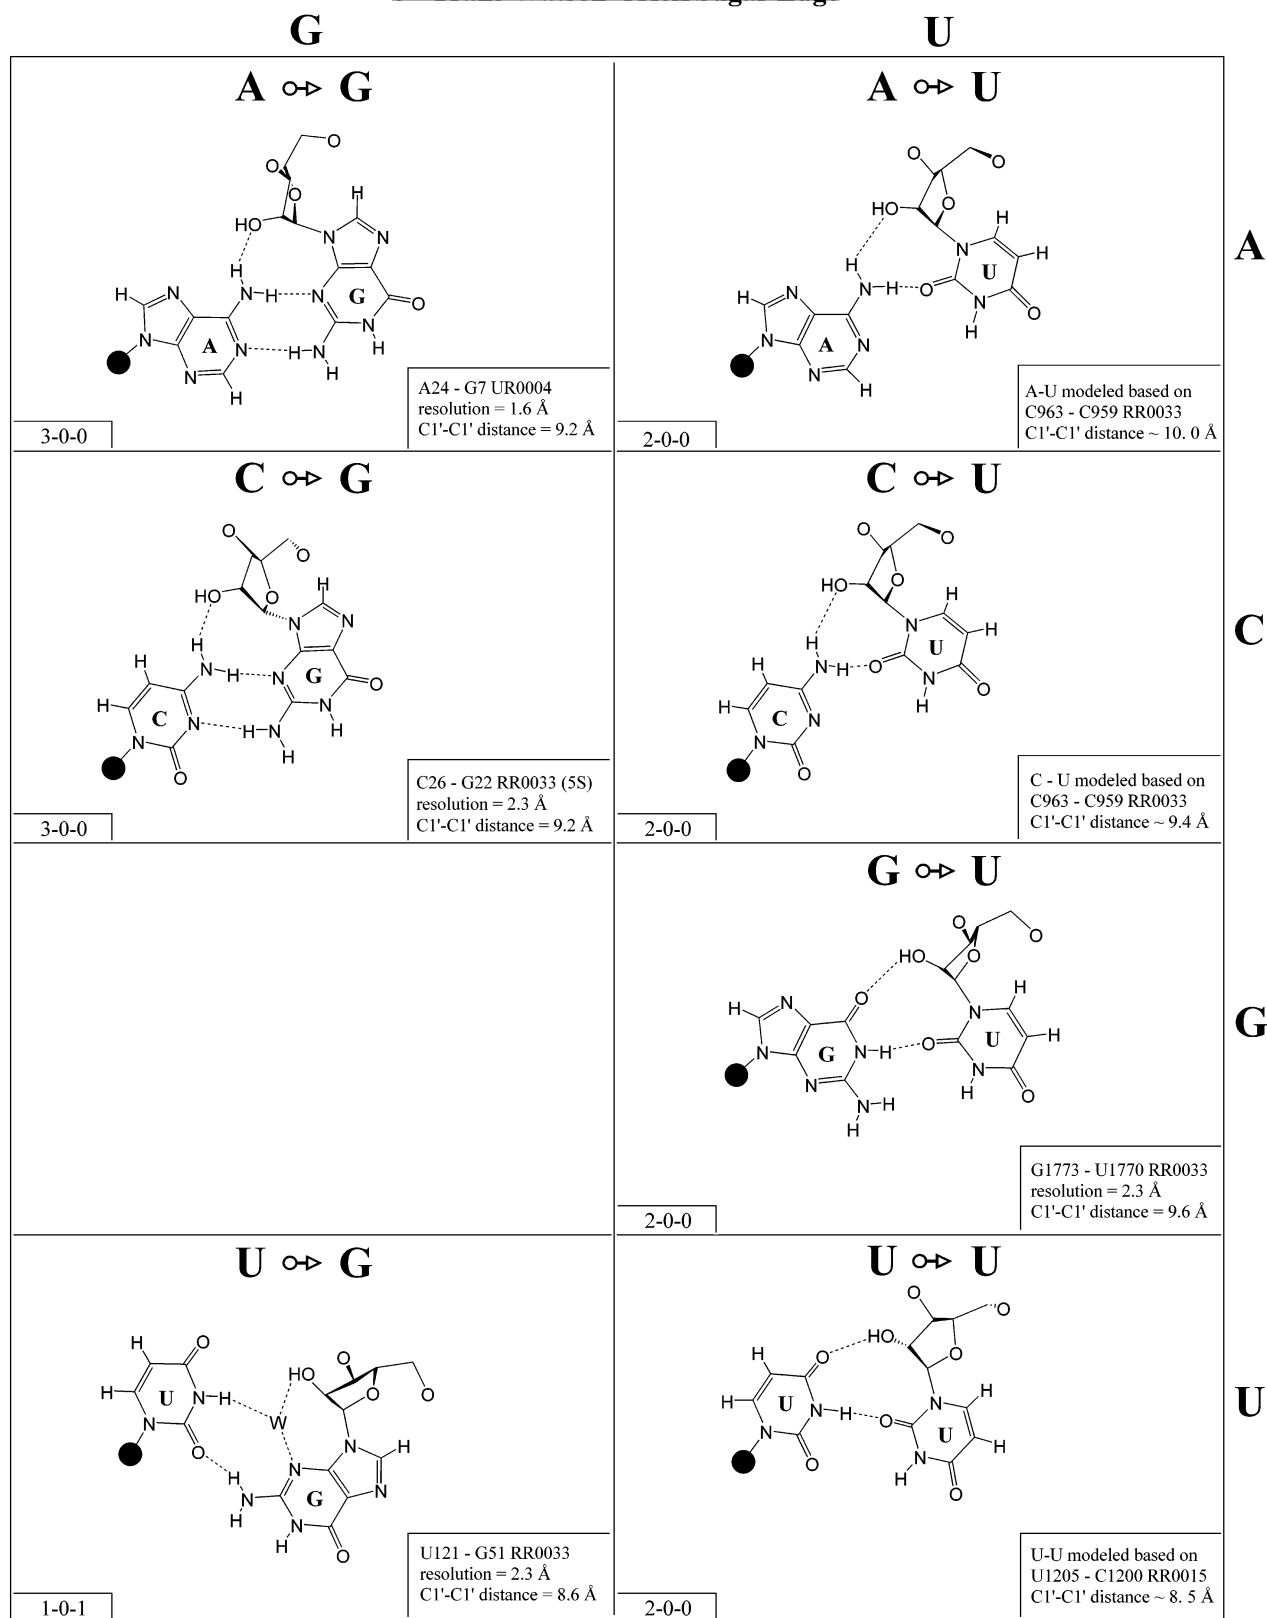 G U
A G
A U
A
HO
O
O
O
H
N
N
H
N
H
N
G
O
H
N
N
H
N
A
N
H
N
N
H
H
N
H
A24 - G7 UR0004
resolution = 1.6 Å
C1'-C1' distance = 9.2 Å
3-0-0
O
O
HO
O
H
N
H
U
O
N
H
O
H
N
H
H
N
N
A
N
N
H
A-U modeled based on
C963 - C959 RR0033
C1'-C1' distance ~ 10. 0 Å
2-0-0
C G
C U
C
O
O
HO
O
H
N
N
H
N
H
N
G
O
H
H
C
N
H
N
N
H
N
H
O
C26 - G22 RR0033 (5S)
resolution = 2.3 Å
C1'-C1' distance = 9.2 Å
3-0-0
O
O
O
HO
H
N
H
U
H
N
H
O
N
O
H
H
H
C
N
N
O
C - U modeled based on
C963 - C959 RR0033
C1'-C1' distance ~ 9.4 Å
2-0-0
G U
G
O
O
HO
O
H
O
N
H
H
N
U
N
G
N
H
O
N
N
H
O
N
H
H
G1773 - U1770 RR0033
resolution = 2.3 Å
C1'-C1' distance = 9.6 Å
2-0-0
U G
U U
U
H
O
H
U
N
H
N
O
W
HO
O
O
O
N
H
N
H
N
H
N
G
N
H
O
U121 - G51 RR0033
resolution = 2.3 Å
C1'-C1' distance = 8.6 Å
1-0-1
O
O
HO
O
H
O
H
U
N
H
N
O
O
N
H
U
H
N
H
O
U-U modeled based on
U1205 - C1200 RR0015
C1'-C1' distance ~ 8. 5 Å
2-0-0